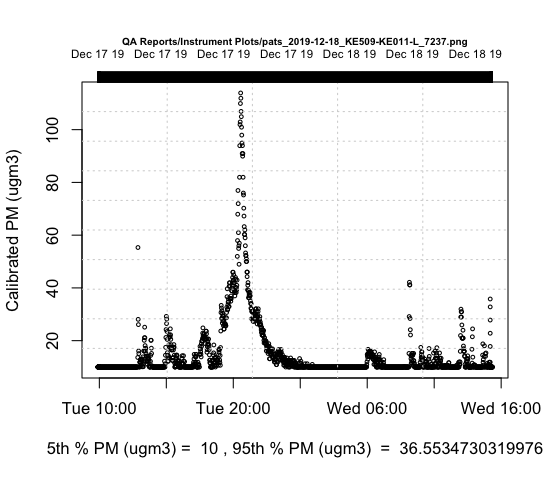 QA Reports/Instrument Plots/pats_2019-12-18_KE509-KE011-L_7237.png
Dec 17 19 Dec 17 19 Dec 17 19 Dec 17 19 Dec 18 19 Dec 18 19 Dec 18 19
Calibrated PM (ugm3)
100
80
60
40
20
Tue 10:00 Tue 20:00 Wed 06:00 Wed 16:00
5th % PM (ugm3) = 10 , 95th % PM (ugm3) = 36.5534730319976